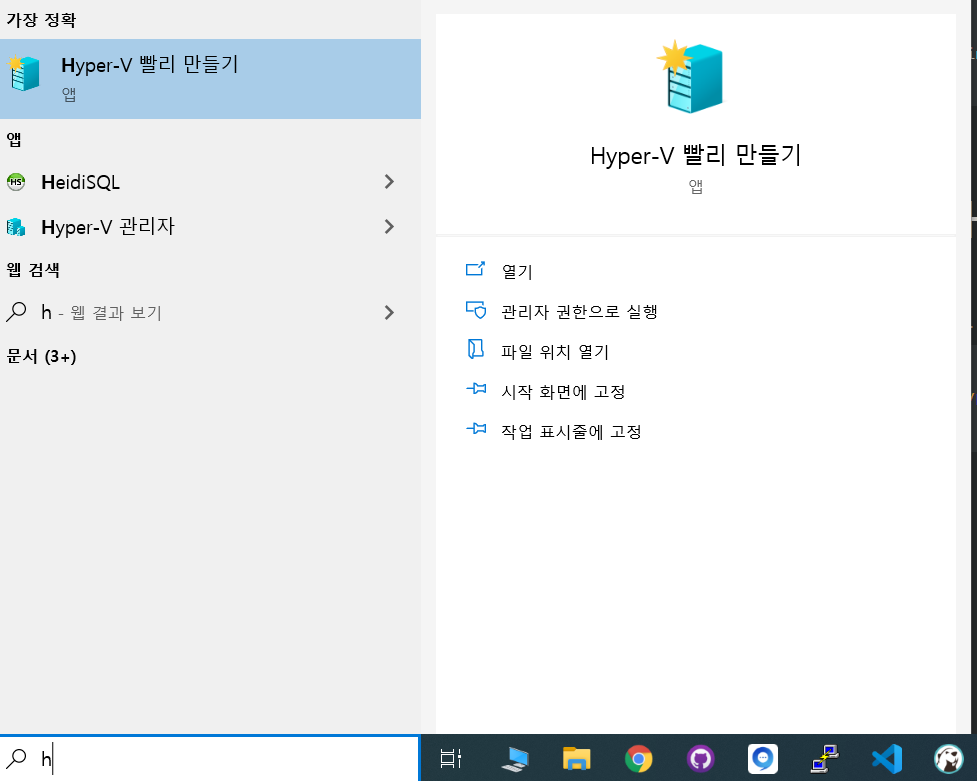 가장 정확
Hyper-V 빨리 만들기
앱
앱
HeidiSQL
Hyper-V 관리자
웹 검색
h - 웹 결과 보기
문서 (3+)
h
Hyper-V 빨리 만들기
앱
열기
관리자 권한으로 실행
파일 위치 열기
시작 화면에 고정
작업 표시줄에 고정